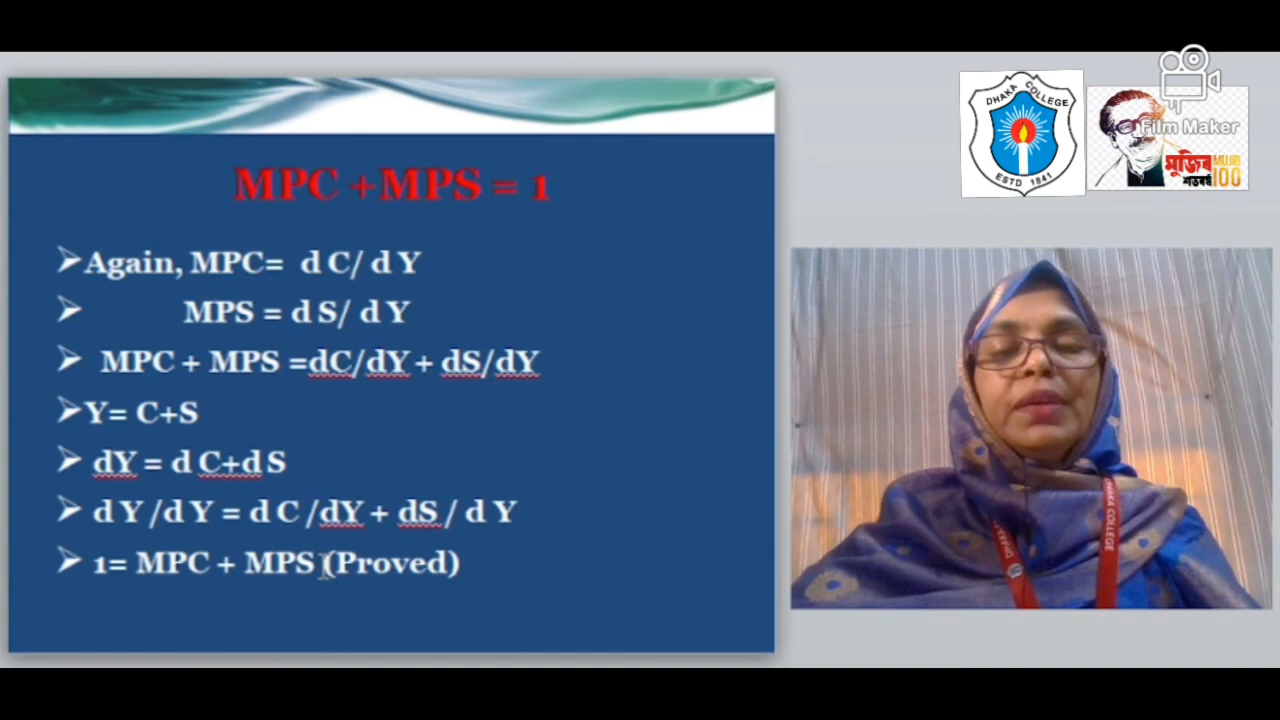 MPC +MPS = 1
➢Again, MPC= d C/ d Y
➢ MPS = d S/ d Y
➢ MPC + MPS =dC/dY + dS/dY
➢Y= C+S
➢ dY = d C+d S
➢ d Y /d Y = d C /dY + dS / d Y
➢ 1= MPC + MPS (Proved)
DHAKA COLLEGE
ESTD 1841
Film Maker
মুজিব MUJIB
শতবর্ষ 100
DHAKA COLLEGE